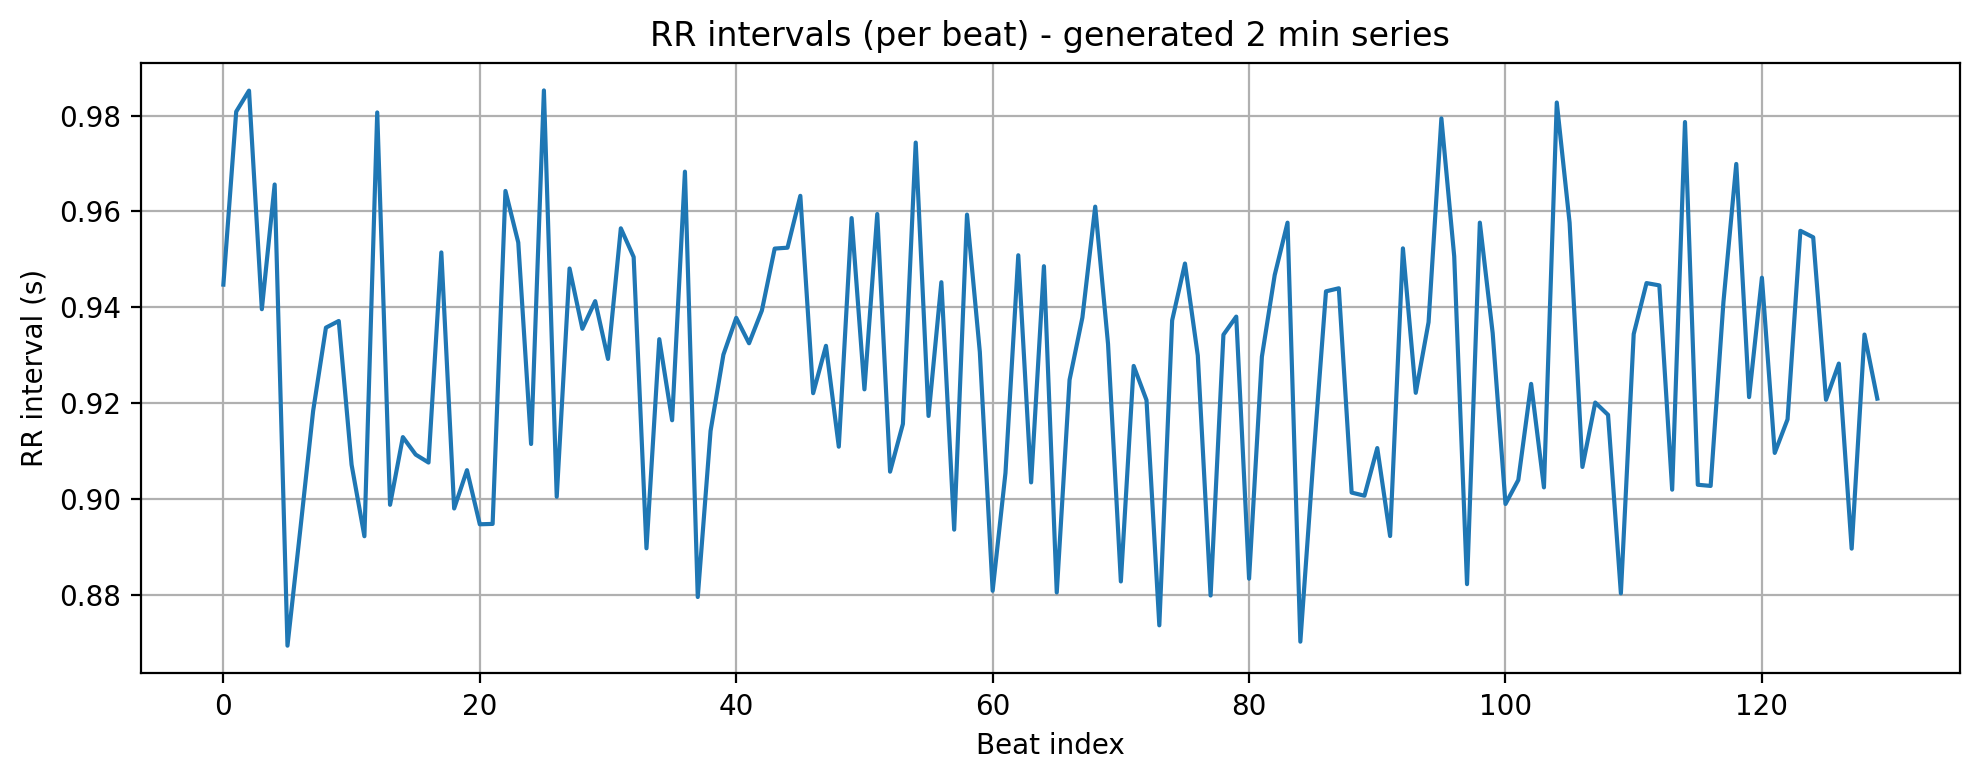 RR intervals (per beat) - generated 2 min series
RR interval (s)
0.98
0.96
0.94
0.92
0.90
0.88
0 20 40 60 80 100 120
Beat index